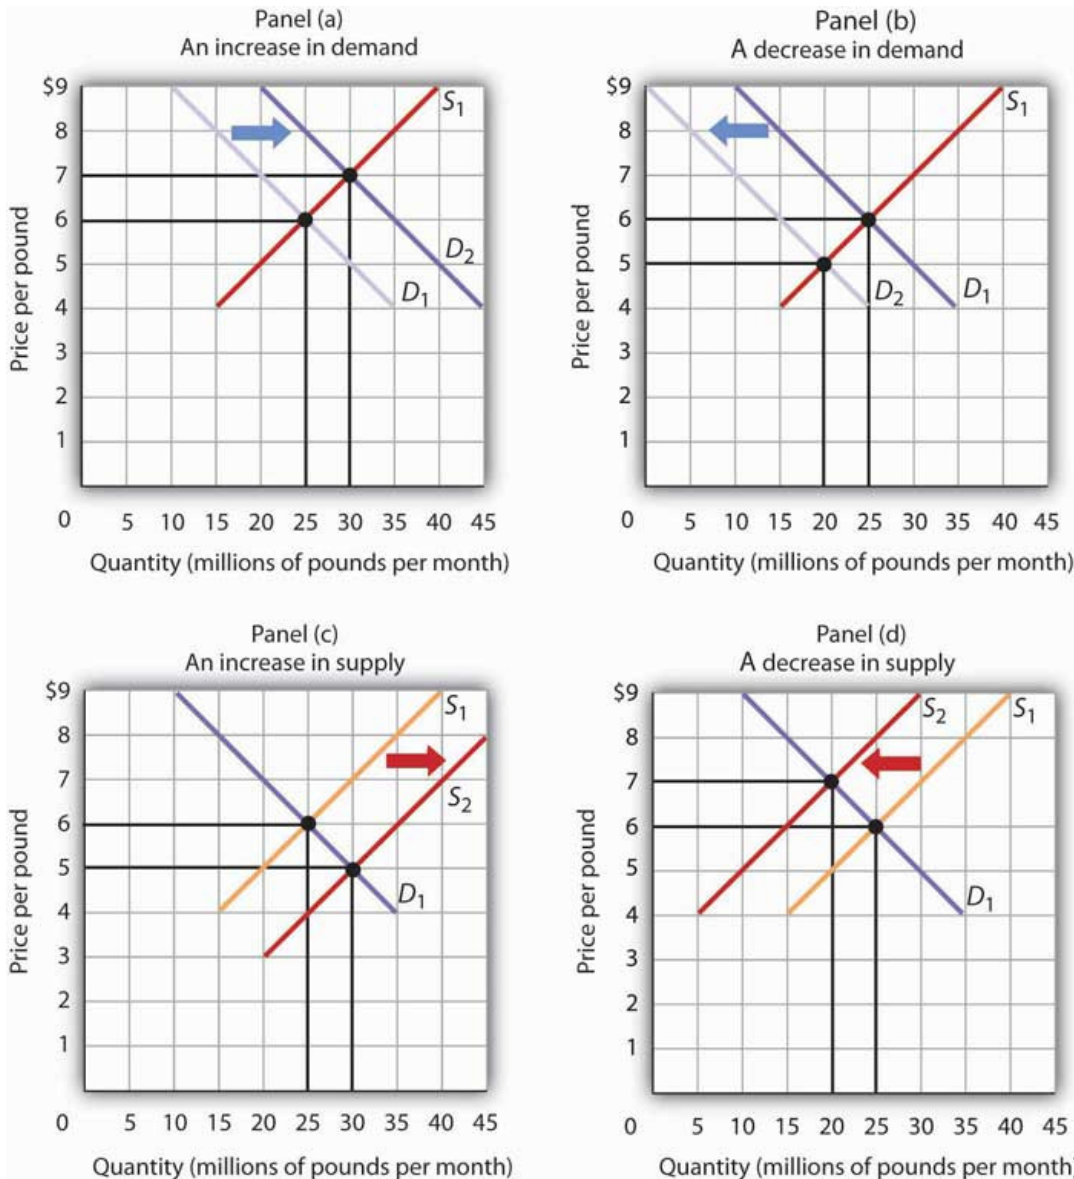 Panel (a)
An increase in demand
$9
8
7
6
5
4
3
2
1
0
5 10 15 20 25 30 35 40 45
S1
D2
D1
Price per pound
Quantity (millions of pounds per month)
Panel (b)
A decrease in demand
$9
8
7
6
5
4
3
2
1
0
5 10 15 20 25 30 35 40 45
S1
D2
D1
Price per pound
Quantity (millions of pounds per month)
Panel (c)
An increase in supply
$9
8
7
6
5
4
3
2
1
0
5 10 15 20 25 30 35 40 45
S1
S2
D1
Price per pound
Quantity (millions of pounds per month)
Panel (d)
A decrease in supply
$9
8
7
6
5
4
3
2
1
0
5 10 15 20 25 30 35 40 45
S2
S1
D1
Price per pound
Quantity (millions of pounds per month)